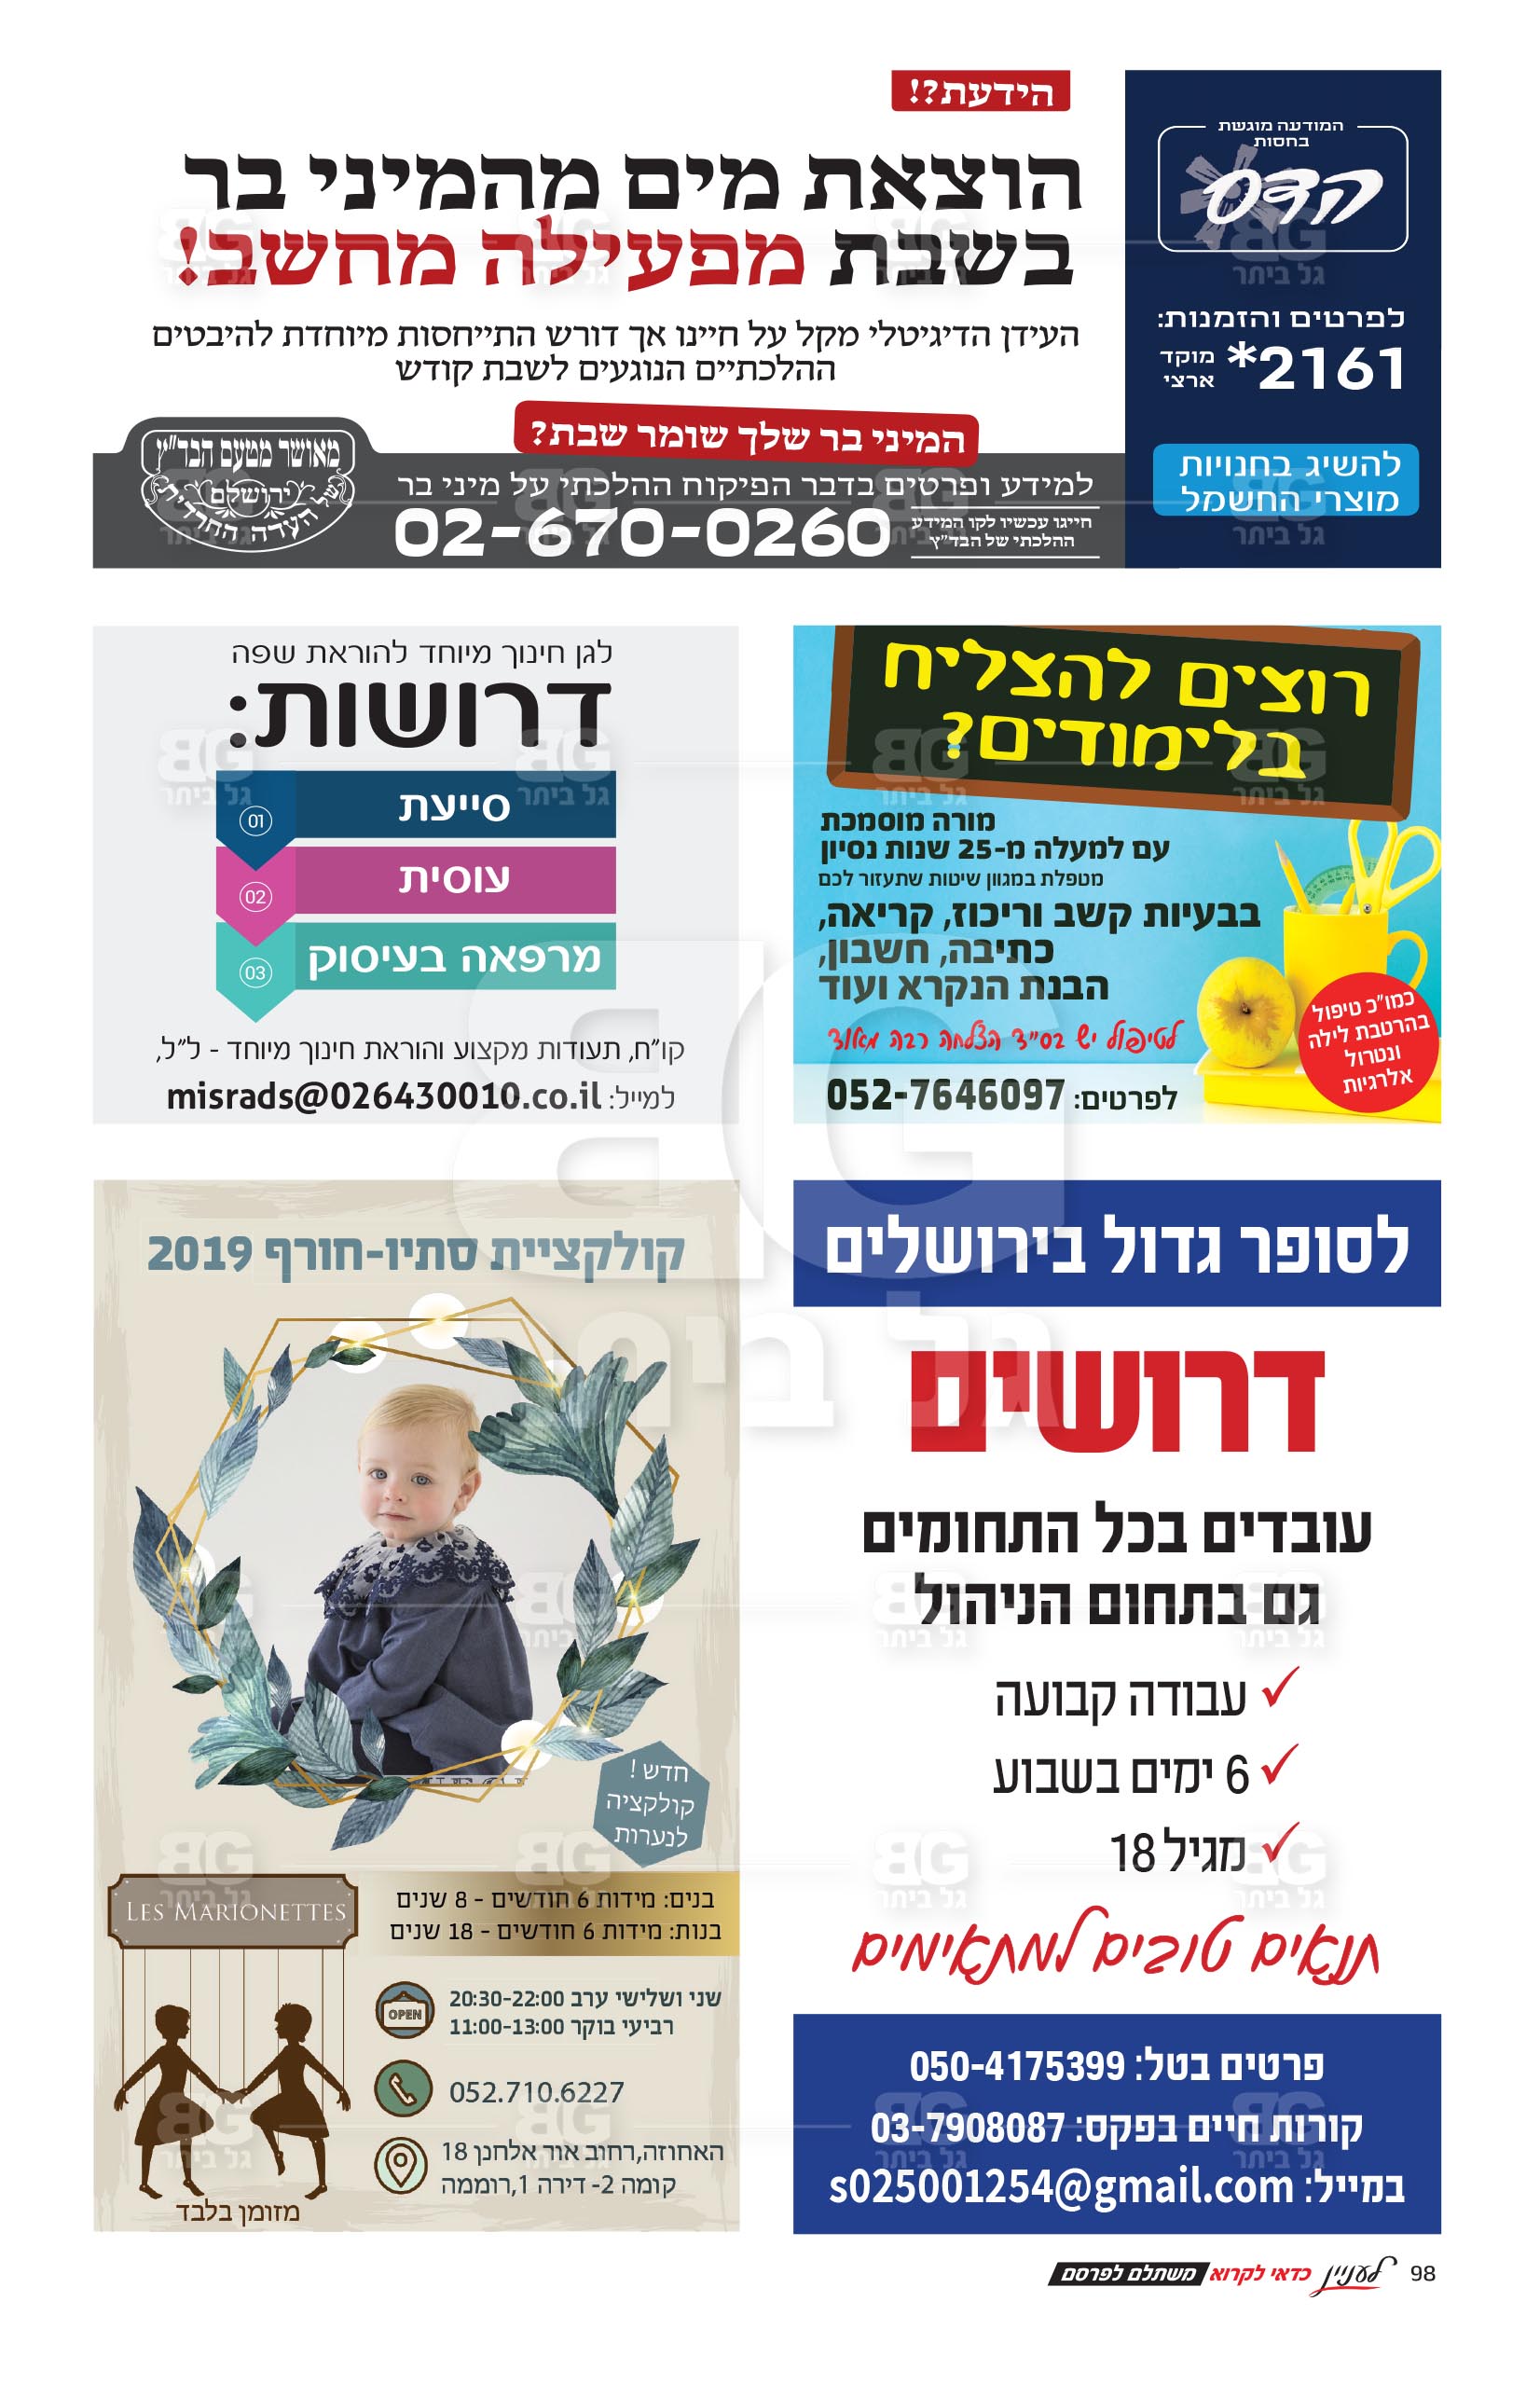 המודעה מוגשת
בחסות
הדס
לפרטים והזמנות:
2161*
מוקד
ארצי
להשיג בחנויות
מוצרי החשמל
הידעת?!
הוצאת מים מהמיני בר
בשבת מפעילה מחשב!
העידן הדיגיטלי מקל על חיינו אך דורש התייחסות מיוחדת להיבטים
ההלכתיים הנוגעים לשבת קודש
המיני בר שלך שומר שבת?
למידע ופרטים בדבר הפיקוח ההלכתי על מיני בר
חייגו עכשיו לקו המידע
ההלכתי של הבד"ץ
02-670-0260
מאושר מטעם הבד"ץ
ירושלם
של העדה החרדית
רוצים להצליח
בלימודים?
מורה מוסמכת
עם למעלה מ-25 שנות נסיון
מטפלת במגוון שיטות שתעזור לכם
בבעיות קשב וריכוז, קריאה,
כתיבה, חשבון,
הבנת הנקרא ועוד
לטיפול יש בס"ד הצלחה רבה מאוד
לפרטים: 052-7646097
כמו"כ טיפול
בהרטבת לילה
ונטרול
אלרגיות
לגן חינוך מיוחד להוראת שפה
דרושות:
01 סייעת
02 עוסית
03 מרפאה בעיסוק
קו"ח, תעודות מקצוע והוראת חינוך מיוחד - ל"ל,
למייל: misrads@026430010.co.il
לסופר גדול בירושלים
דרושים
עובדים בכל התחומים
גם בתחום הניהול
✓ עבודה קבועה
✓ 6 ימים בשבוע
✓ מגיל 18
תנאים טובים למתאימים
פרטים בטל: 050-4175399
קורות חיים בפקס: 03-7908087
במייל: s025001254@gmail.com
קולקציית סתיו-חורף 2019
חדש !
קולקציה
לנערות
LES MARIONETTES
בנים: מידות 6 חודשים - 8 שנים
בנות: מידות 6 חודשים - 18 שנים
OPEN
שני ושלישי ערב 20:30-22:00
רביעי בוקר 11:00-13:00
052.710.6227
האחוזה,רחוב אור אלחנן 18
קומה 2- דירה 1,רוממה
מזומן בלבד
98 לעניין כדאי לקרוא משתלם לפרסם
BG
גל ביתר